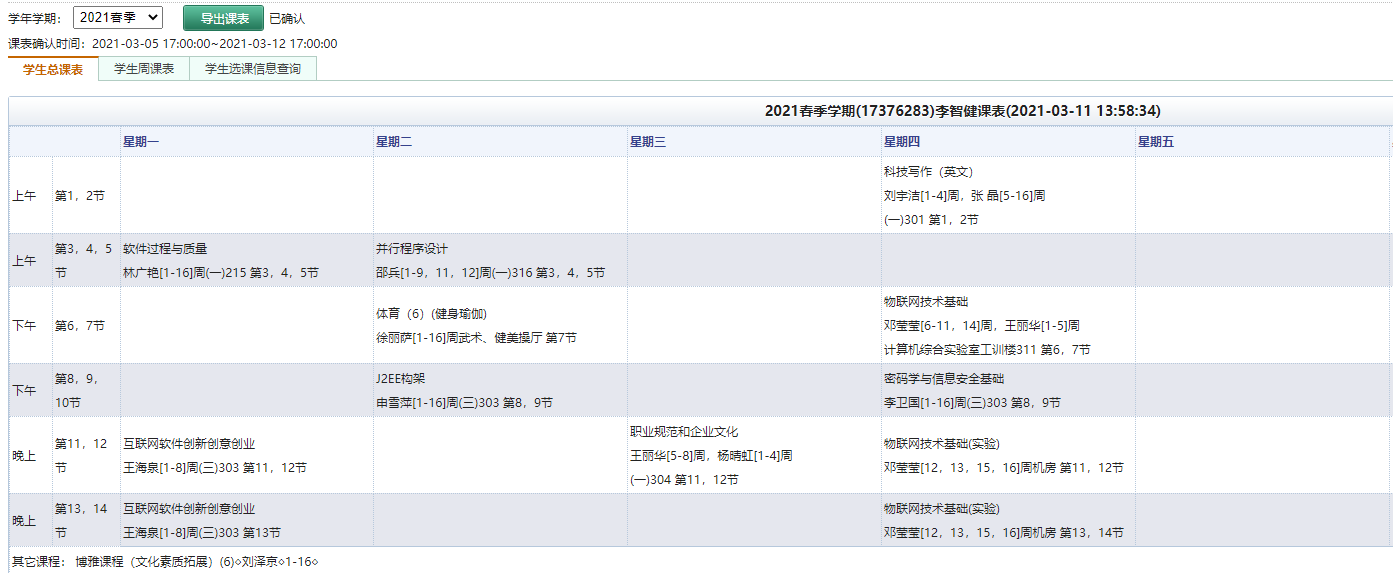 学年学期： 2021春季 导出课表 已确认
课表确认时间：2021-03-05 17:00:00~2021-03-12 17:00:00
学生总课表 学生周课表 学生选课信息查询
2021春季学期(17376283)李智健课表(2021-03-11 13:58:34)
星期一 星期二 星期三 星期四 星期五
上午 第1，2节
科技写作（英文）
刘宇洁[1-4]周，张 晶[5-16]周
(一)301 第1，2节
上午
第3，4，5
节
软件过程与质量
林广艳[1-16]周(一)215 第3，4，5节
并行程序设计
邵兵[1-9，11，12]周(一)316 第3，4，5节
下午 第6，7节
体育（6）(健身瑜伽)
徐丽萨[1-16]周武术、健美操厅 第7节
物联网技术基础
邓莹莹[6-11，14]周，王丽华[1-5]周
计算机综合实验室工训楼311 第6，7节
下午
第8，9，
10节
J2EE构架
申雪萍[1-16]周(三)303 第8，9节
密码学与信息安全基础
李卫国[1-16]周(三)303 第8，9节
晚上
第11，12
节
互联网软件创新创意创业
王海泉[1-8]周(三)303 第11，12节
职业规范和企业文化
王丽华[5-8]周，杨晴虹[1-4]周
(一)304 第11，12节
物联网技术基础(实验)
邓莹莹[12，13，15，16]周机房 第11，12节
晚上
第13，14
节
互联网软件创新创意创业
王海泉[1-8]周(三)303 第13节
物联网技术基础(实验)
邓莹莹[12，13，15，16]周机房 第13，14节
其它课程： 博雅课程（文化素质拓展）(6)◇刘泽京◇1-16◇